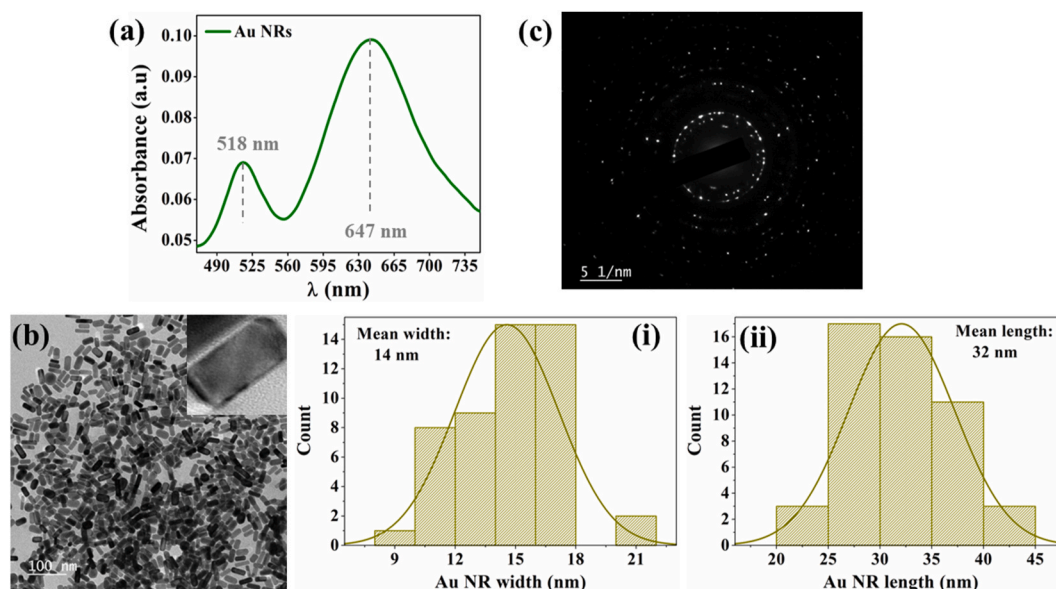 (a)
Au NRs
Absorbance (a.u)
0.10
0.09
0.08
0.07
0.06
0.05
518 nm
647 nm
490 525 560 595 630 665 700 735
λ (nm)
(c)
5 1/nm
(b)
100 nm
(i)
Mean width:
14 nm
Count
14
12
10
8
6
4
2
0
9 12 15 18 21
Au NR width (nm)
(ii)
Mean length:
32 nm
Count
16
14
12
10
8
6
4
2
0
20 25 30 35 40 45
Au NR length (nm)